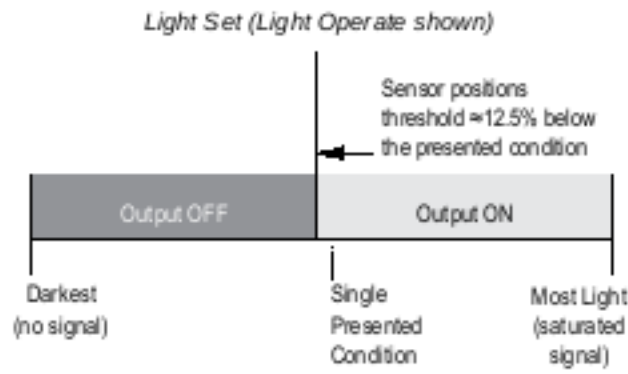 Light Set (Light Operate shown)
Sensor positions
threshold ≈12.5% below
the presented condition
Output OFF
Output ON
Darkest
(no signal)
Single
Presented
Condition
Most Light
(saturated
signal)